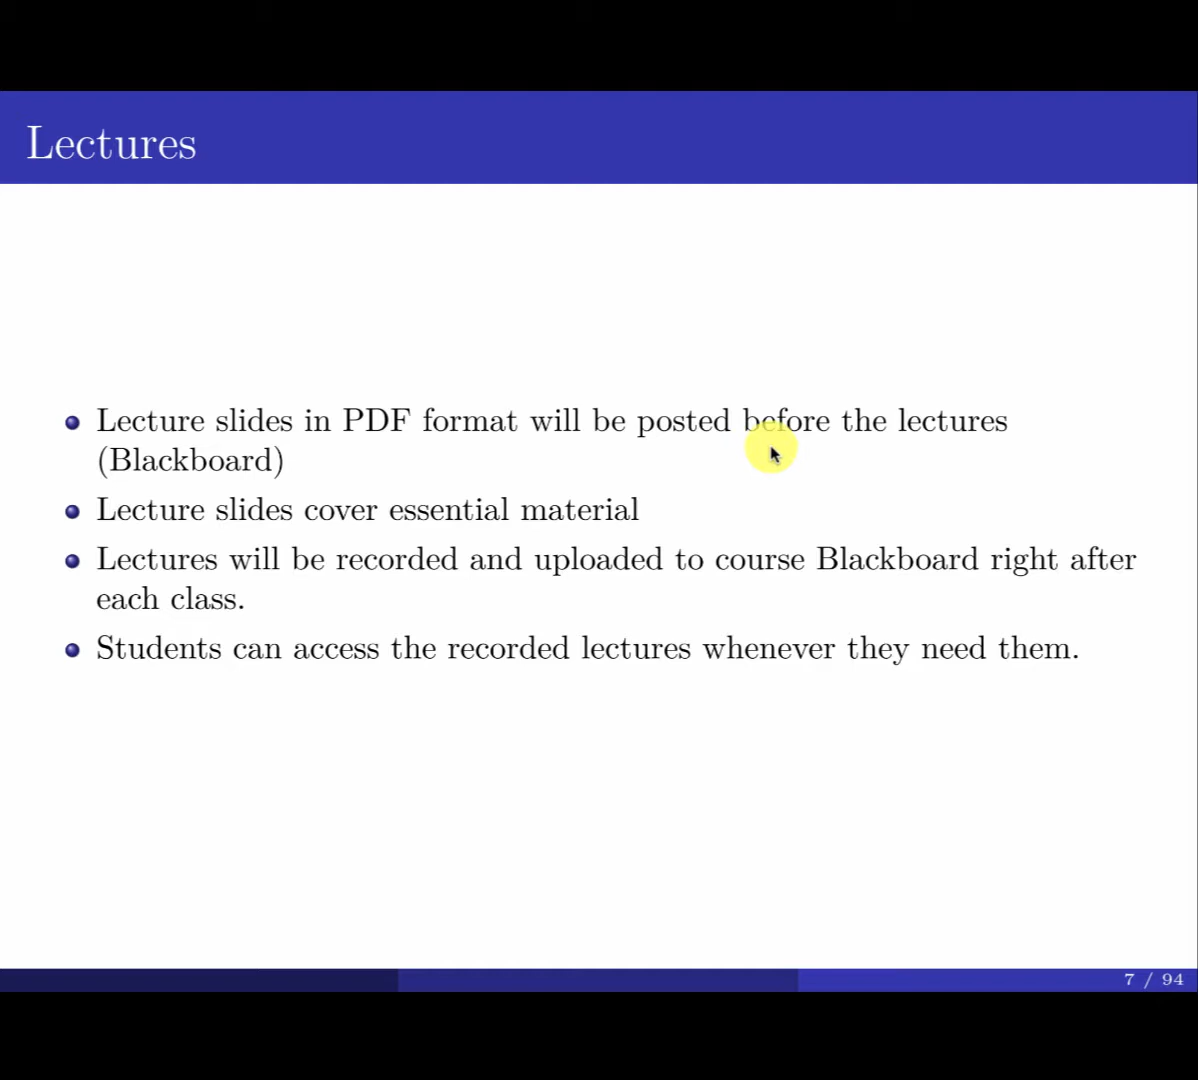 Lectures
Lecture slides in PDF format will be posted before the lectures
(Blackboard)
Lecture slides cover essential material
Lectures will be recorded and uploaded to course Blackboard right after
each class.
Students can access the recorded lectures whenever they need them.
7 / 94